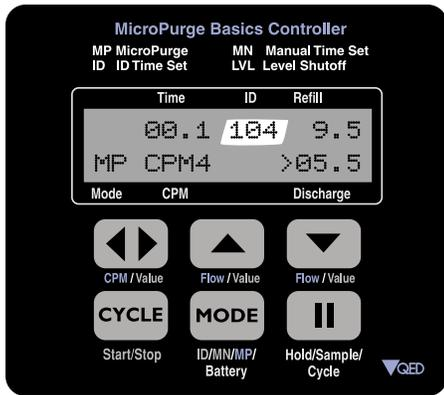 MicroPurge Basics Controller
MP MicroPurge MN Manual Time Set
ID ID Time Set LVL Level Shutoff
Time ID Refill
00.1 104 9.5
MP CPM4 >05.5
Mode CPM Discharge
CPM / Value Flow / Value Flow / Value
CYCLE MODE
Start/Stop ID/MN/MP/ Hold/Sample/
Battery Cycle
QED